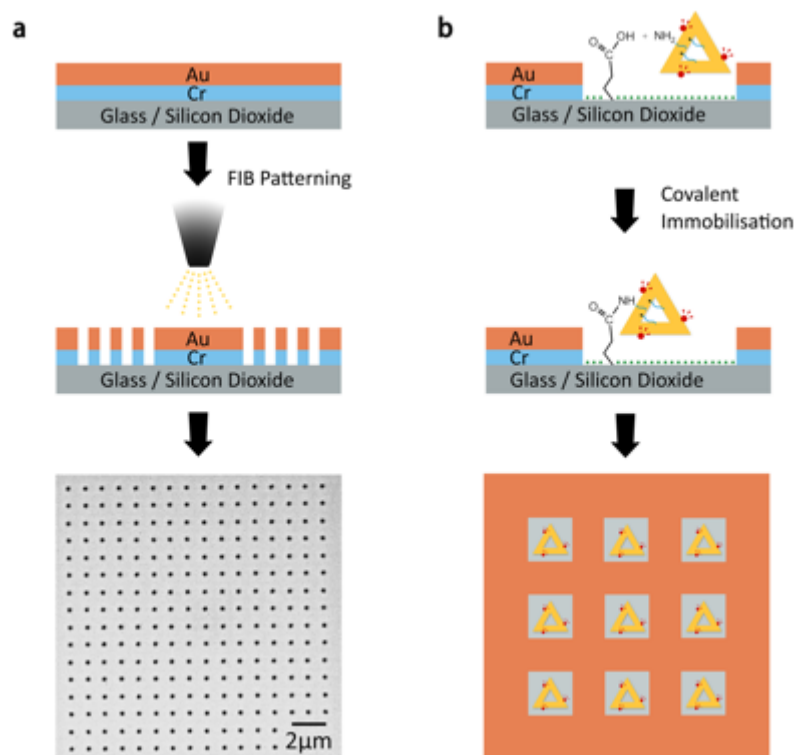 a
Au
Cr
Glass / Silicon Dioxide
FIB Patterning
Au
Cr
Glass / Silicon Dioxide
2μm
b
O OH + NH₂
C
Au
Cr
Glass / Silicon Dioxide
Covalent
Immobilisation
O NH
C
Au
Cr
Glass / Silicon Dioxide